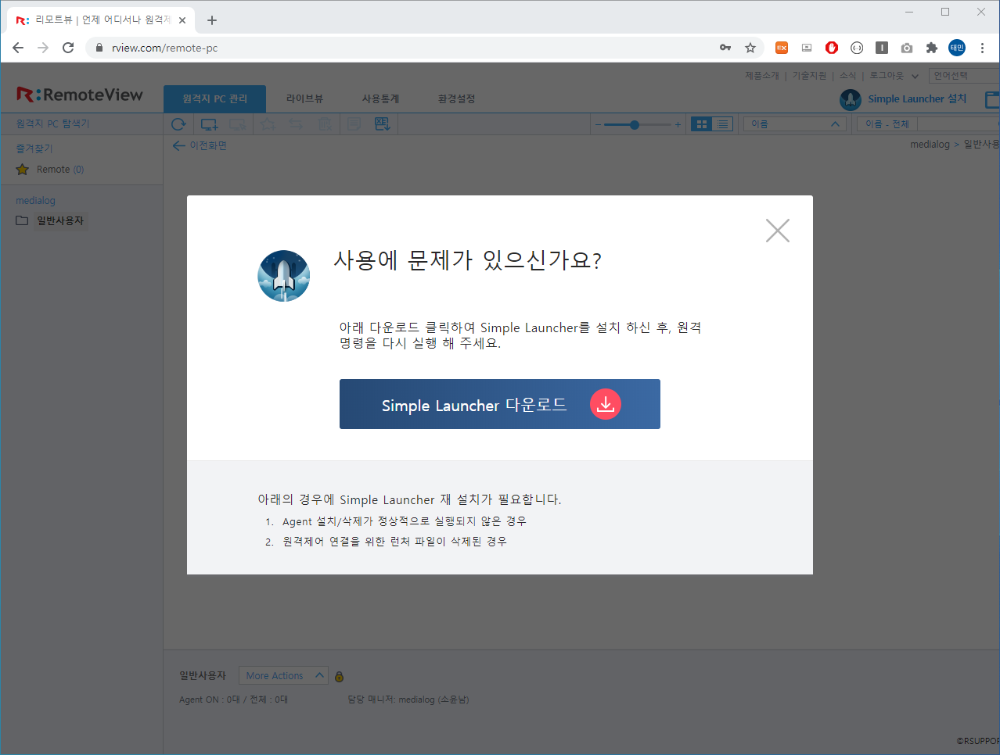 리모트뷰 | 언제 어디서나 원격제
rview.com/remote-pc
태민
제품소개 | 기술지원 | 소식 | 로그아웃
언어선택
RemoteView
원격지 PC 관리
라이브뷰
사용통계
환경설정
Simple Launcher 설치
원격지 PC 탐색기
이름
이름 - 전체
즐겨찾기
이전화면
medialog > 일반사용
Remote (0)
medialog
일반사용자
사용에 문제가 있으신가요?
아래 다운로드 클릭하여 Simple Launcher를 설치 하신 후, 원격
명령을 다시 실행 해 주세요.
Simple Launcher 다운로드
아래의 경우에 Simple Launcher 재 설치가 필요합니다.
1. Agent 설치/삭제가 정상적으로 실행되지 않은 경우
2. 원격제어 연결을 위한 런처 파일이 삭제된 경우
일반사용자
More Actions
Agent ON : 0대 / 전체 : 0대
담당 매니저: medialog (소윤남)
©RSUPPOR